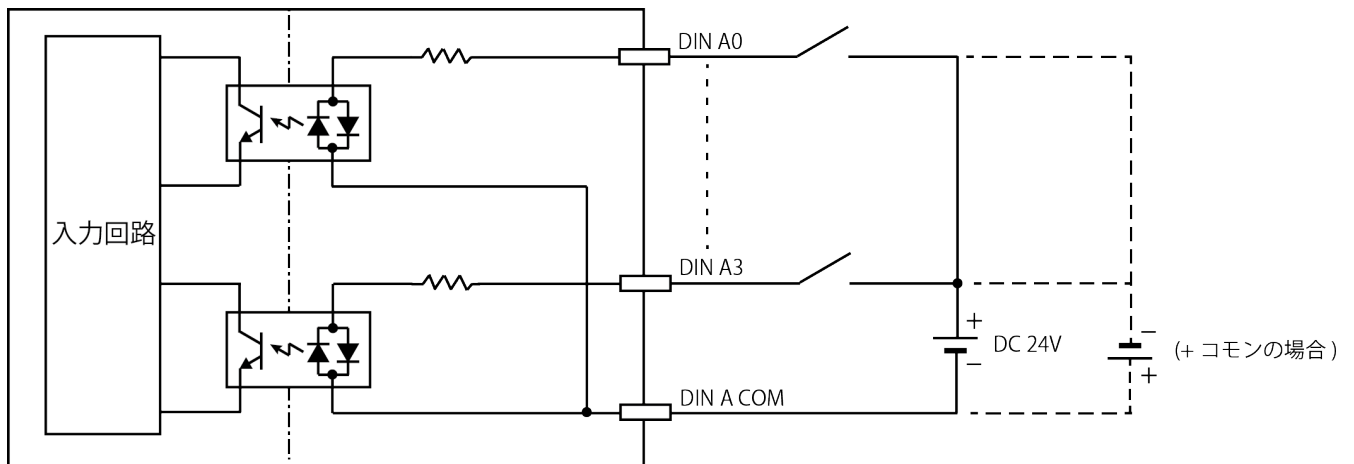 DIN A0
入力回路
DIN A3
+
DC 24V
−
−
(+ コモンの場合 )
+
DIN A COM